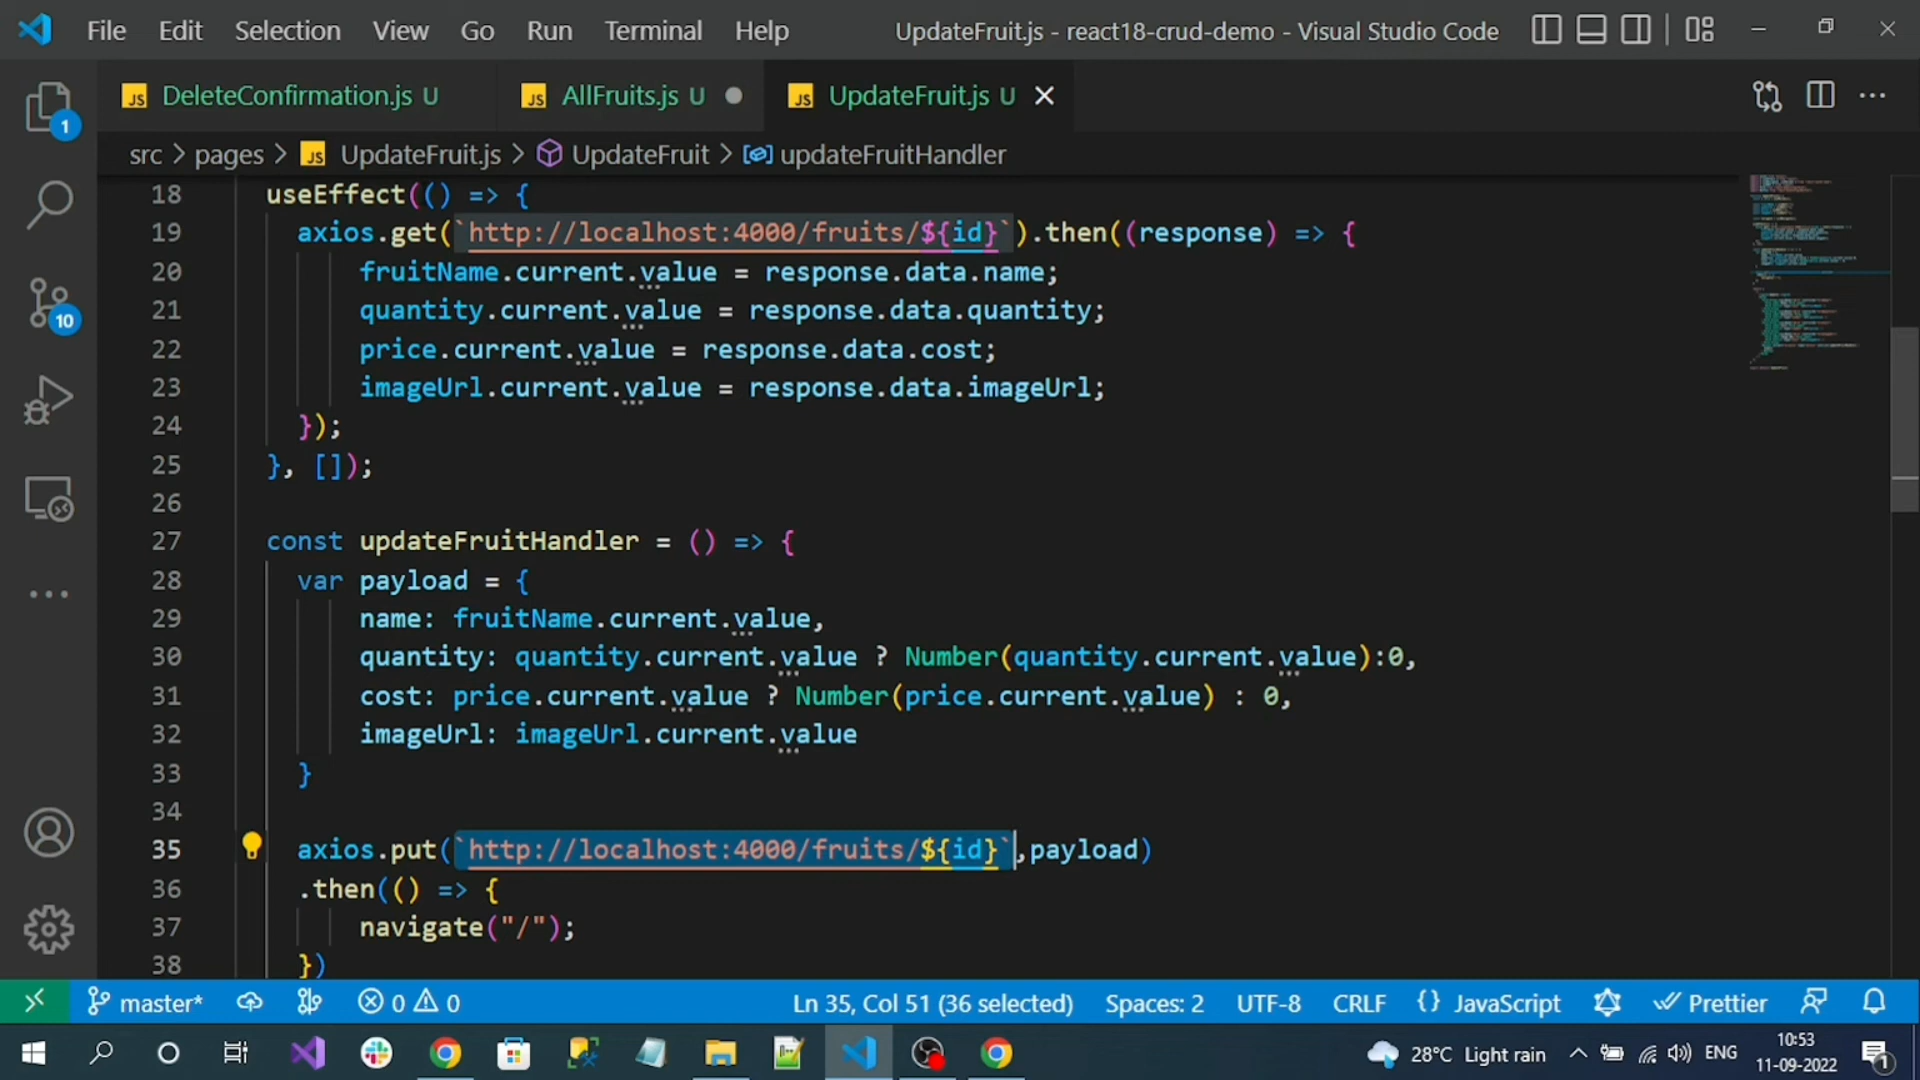 File Edit Selection View Go Run Terminal Help UpdateFruit.js - react18-crud-demo - Visual Studio Code
JS DeleteConfirmation.js U JS AllFruits.js U JS UpdateFruit.js U
src > pages > JS UpdateFruit.js > UpdateFruit > updateFruitHandler
18 useEffect(() => {
19 axios.get(`http://localhost:4000/fruits/${id}`).then((response) => {
20 fruitName.current.value = response.data.name;
21 quantity.current.value = response.data.quantity;
22 price.current.value = response.data.cost;
23 imageUrl.current.value = response.data.imageUrl;
24 });
25 }, []);
26
27 const updateFruitHandler = () => {
28 var payload = {
29 name: fruitName.current.value,
30 quantity: quantity.current.value ? Number(quantity.current.value):0,
31 cost: price.current.value ? Number(price.current.value) : 0,
32 imageUrl: imageUrl.current.value
33 }
34
35 axios.put(`http://localhost:4000/fruits/${id}`,payload)
36 .then(() => {
37 navigate("/");
38 })
1
10
master* 0 0 Ln 35, Col 51 (36 selected) Spaces: 2 UTF-8 CRLF {} JavaScript Prettier
28°C Light rain ENG 10:53
11-09-2022 1